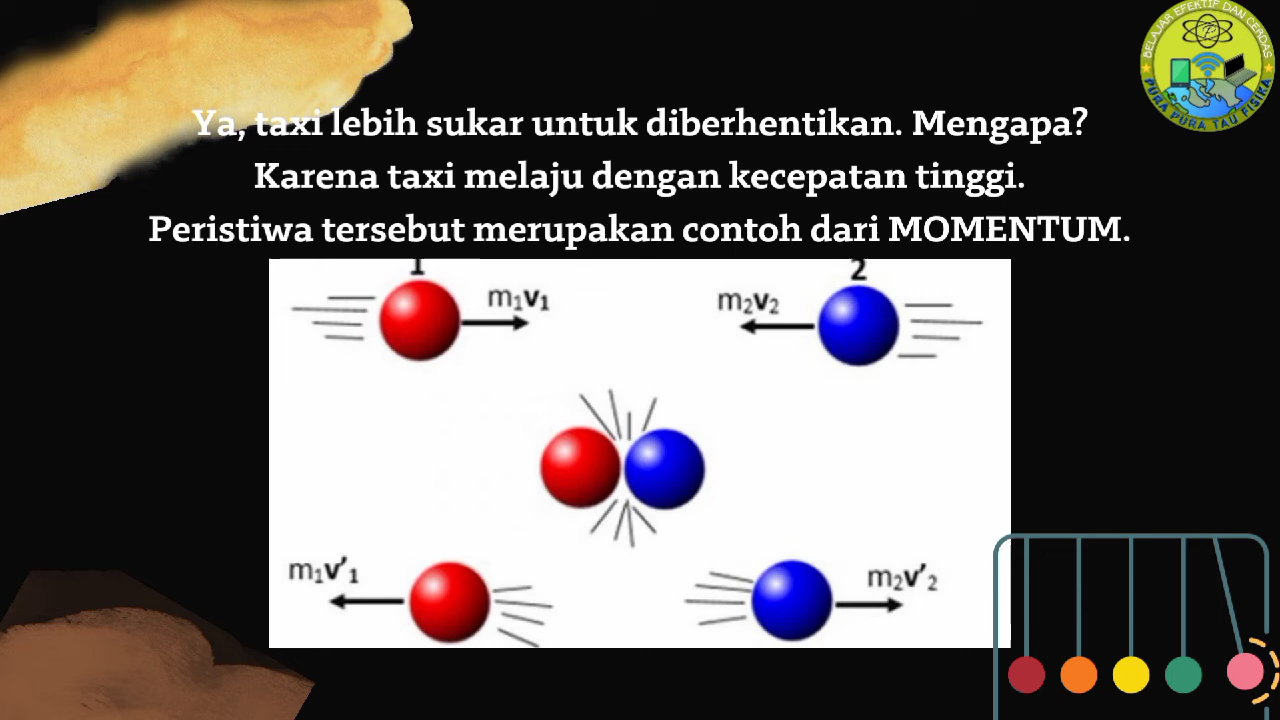 Ya, taxi lebih sukar untuk diberhentikan. Mengapa?
Karena taxi melaju dengan kecepatan tinggi.
Peristiwa tersebut merupakan contoh dari MOMENTUM.
1
2
m₁v₁
m₂v₂
m₁v'₁
m₂v'₂
BELAJAR EFEKTIF DAN CERDAS
PURA PURA TAU FISIKA